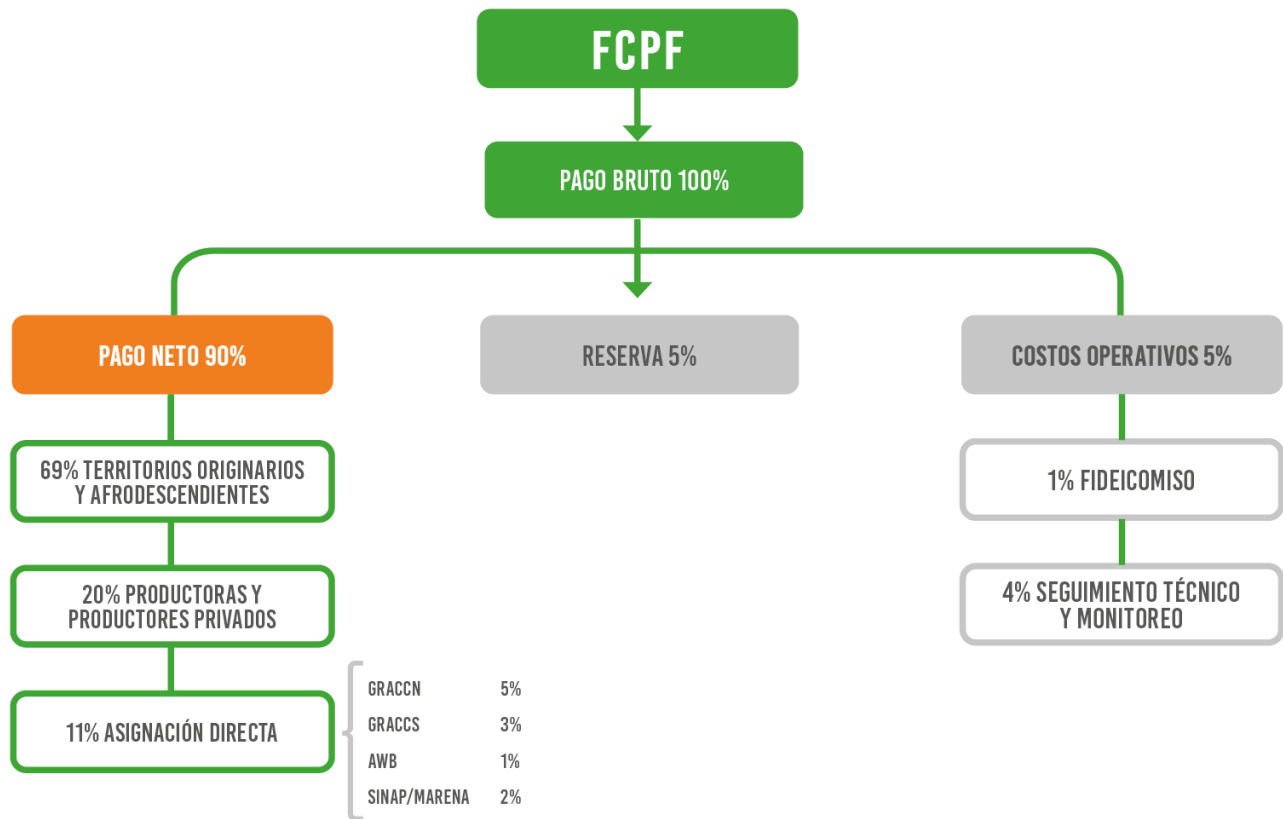 FCPF
PAGO BRUTO 100%
PAGO NETO 90%
RESERVA 5%
COSTOS OPERATIVOS 5%
69% TERRITORIOS ORIGINARIOS
Y AFRODESCENDIENTES
1% FIDEICOMISO
20% PRODUCTORAS Y
PRODUCTORES PRIVADOS
4% SEGUIMIENTO TÉCNICO
Y MONITOREO
11% ASIGNACIÓN DIRECTA
GRACCN 5%
GRACCS 3%
AWB 1%
SINAP/MARENA 2%